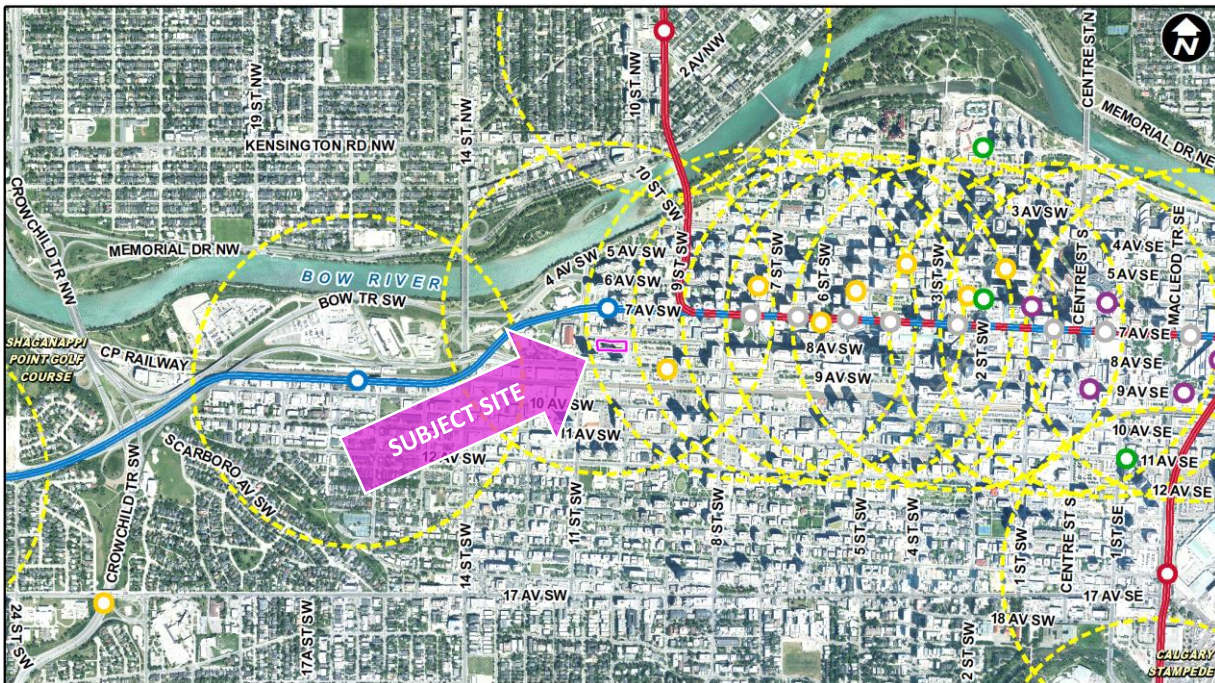 N
CENTRE ST N
MEMORIAL DR NE
2 AV NW
10 ST NW
14 ST NW
19 ST NW
KENSINGTON RD NW
CROWCHILD TR NW
MEMORIAL DR NW
BOW RIVER
BOW TR SW
10 ST SW
9 ST SW
4 AV SW
5 AV SW
6 AV SW
7 AV SW
7 ST SW
6 ST SW
3 ST SW
3 AV SW
2 ST SW
CENTRE ST S
4 AV SE
5 AV SE
MACLEOD TR SE
7 AV SE
8 AV SW
8 AV SE
9 AV SW
9 AV SE
SHAGANAPPI
POINT GOLF
COURSE
CP RAILWAY
SUBJECT SITE
10 AV SW
11 AV SW
12 AV SW
10 AV SE
11 AV SE
12 AV SE
SCARBORO AV SW
CROWCHILD TR SW
14 ST SW
11 ST SW
8 ST SW
5 ST SW
4 ST SW
1 ST SW
CENTRE ST S
1 ST SE
17 AV SW
17 AV SE
18 AV SW
24 ST SW
17A ST SW
2 ST SW
CALGARY
STAMPEDE